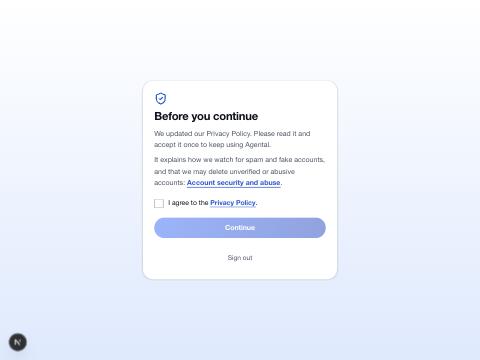 Before you continue
We updated our Privacy Policy. Please read it and
accept it once to keep using Agental.
It explains how we watch for spam and fake accounts,
and that we may delete unverified or abusive
accounts: Account security and abuse.
I agree to the Privacy Policy.
Continue
Sign out
N